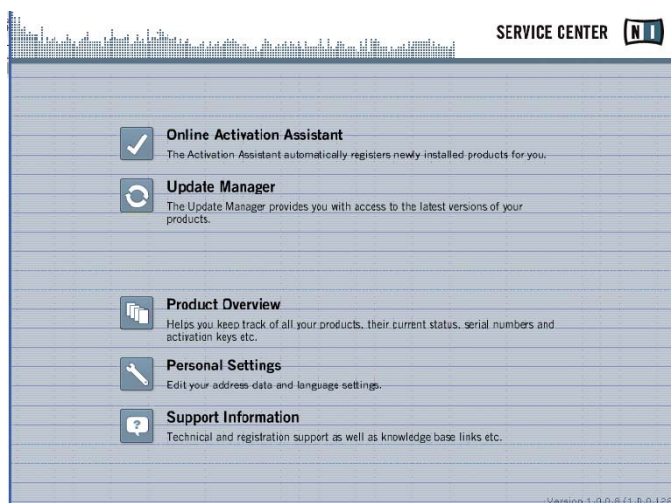 SERVICE CENTER NI
Online Activation Assistant
The Activation Assistant automatically registers newly installed products for you.
Update Manager
The Update Manager provides you with access to the latest versions of your
products.
Product Overview
Helps you keep track of all your products, their current status, serial numbers and
activation keys etc.
Personal Settings
Edit your address data and language settings.
?
Support Information
Technical and registration support as well as knowledge base links etc.
Version